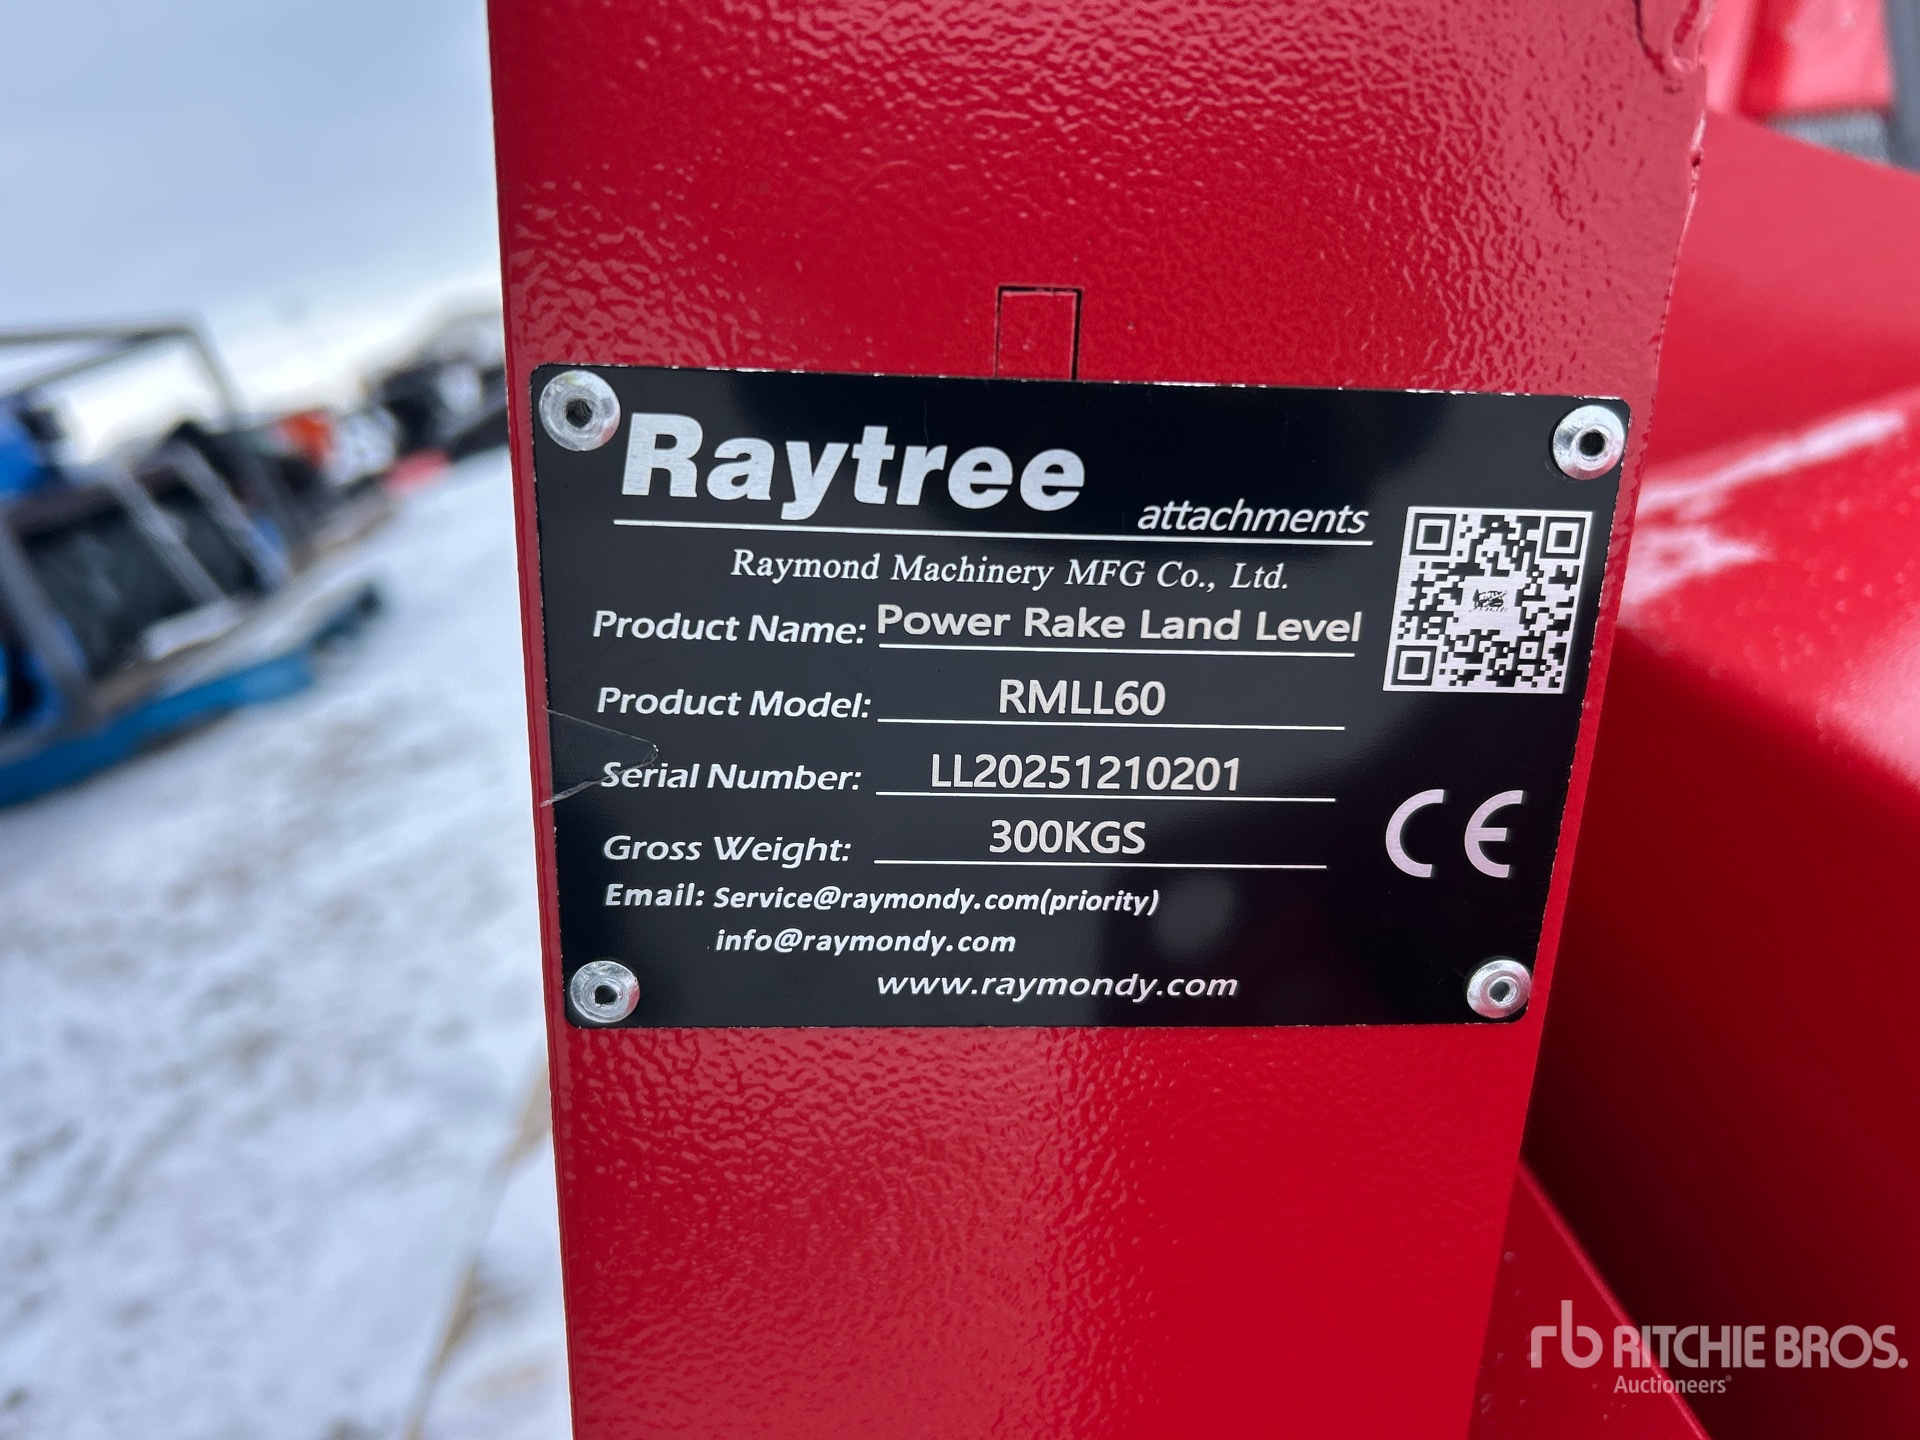 Raytree
attachments
Raymond Machinery MFG Co., Ltd.
Product Name: Power Rake Land Level
Product Model: RMLL60
Serial Number: LL20251210201
Gross Weight: 300KGS
CE
Email: Service@raymondy.com(priority)
info@raymondy.com
www.raymondy.com
rb RITCHIE BROS.
Auctioneers®